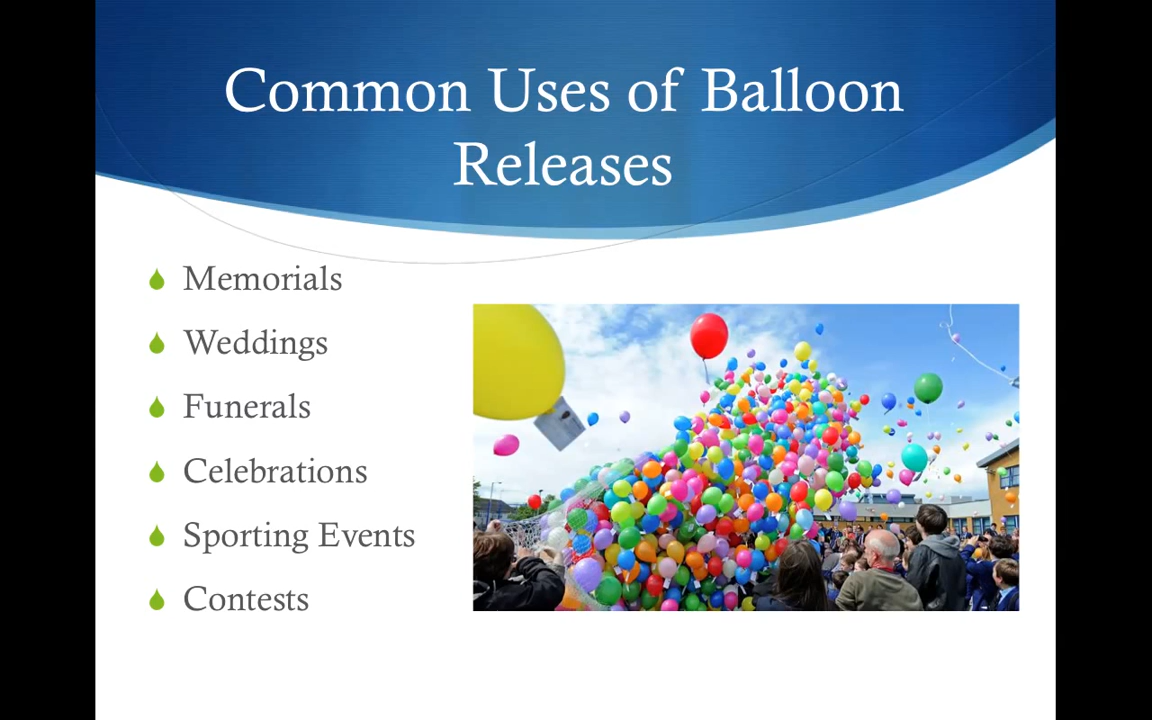 Common Uses of Balloon
Releases
Memorials
Weddings
Funerals
Celebrations
Sporting Events
Contests